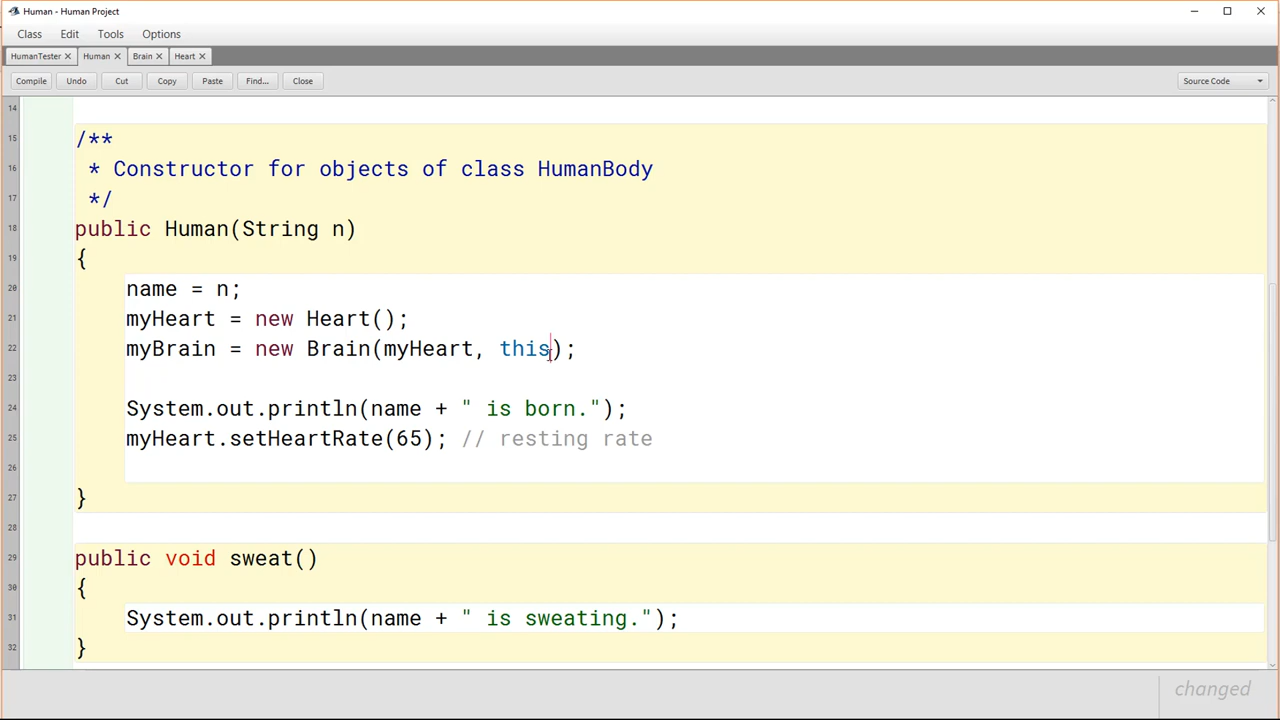 Human - Human Project
Class Edit Tools Options
HumanTester Human Brain Heart
Compile Undo Cut Copy Paste Find... Close Source Code
14
15 /**
16 * Constructor for objects of class HumanBody
17 */
18 public Human(String n)
19 {
20 name = n;
21 myHeart = new Heart();
22 myBrain = new Brain(myHeart, this);
23
24 System.out.println(name + " is born.");
25 myHeart.setHeartRate(65); // resting rate
26
27 }
28
29 public void sweat()
30 {
31 System.out.println(name + " is sweating.");
32 }
changed